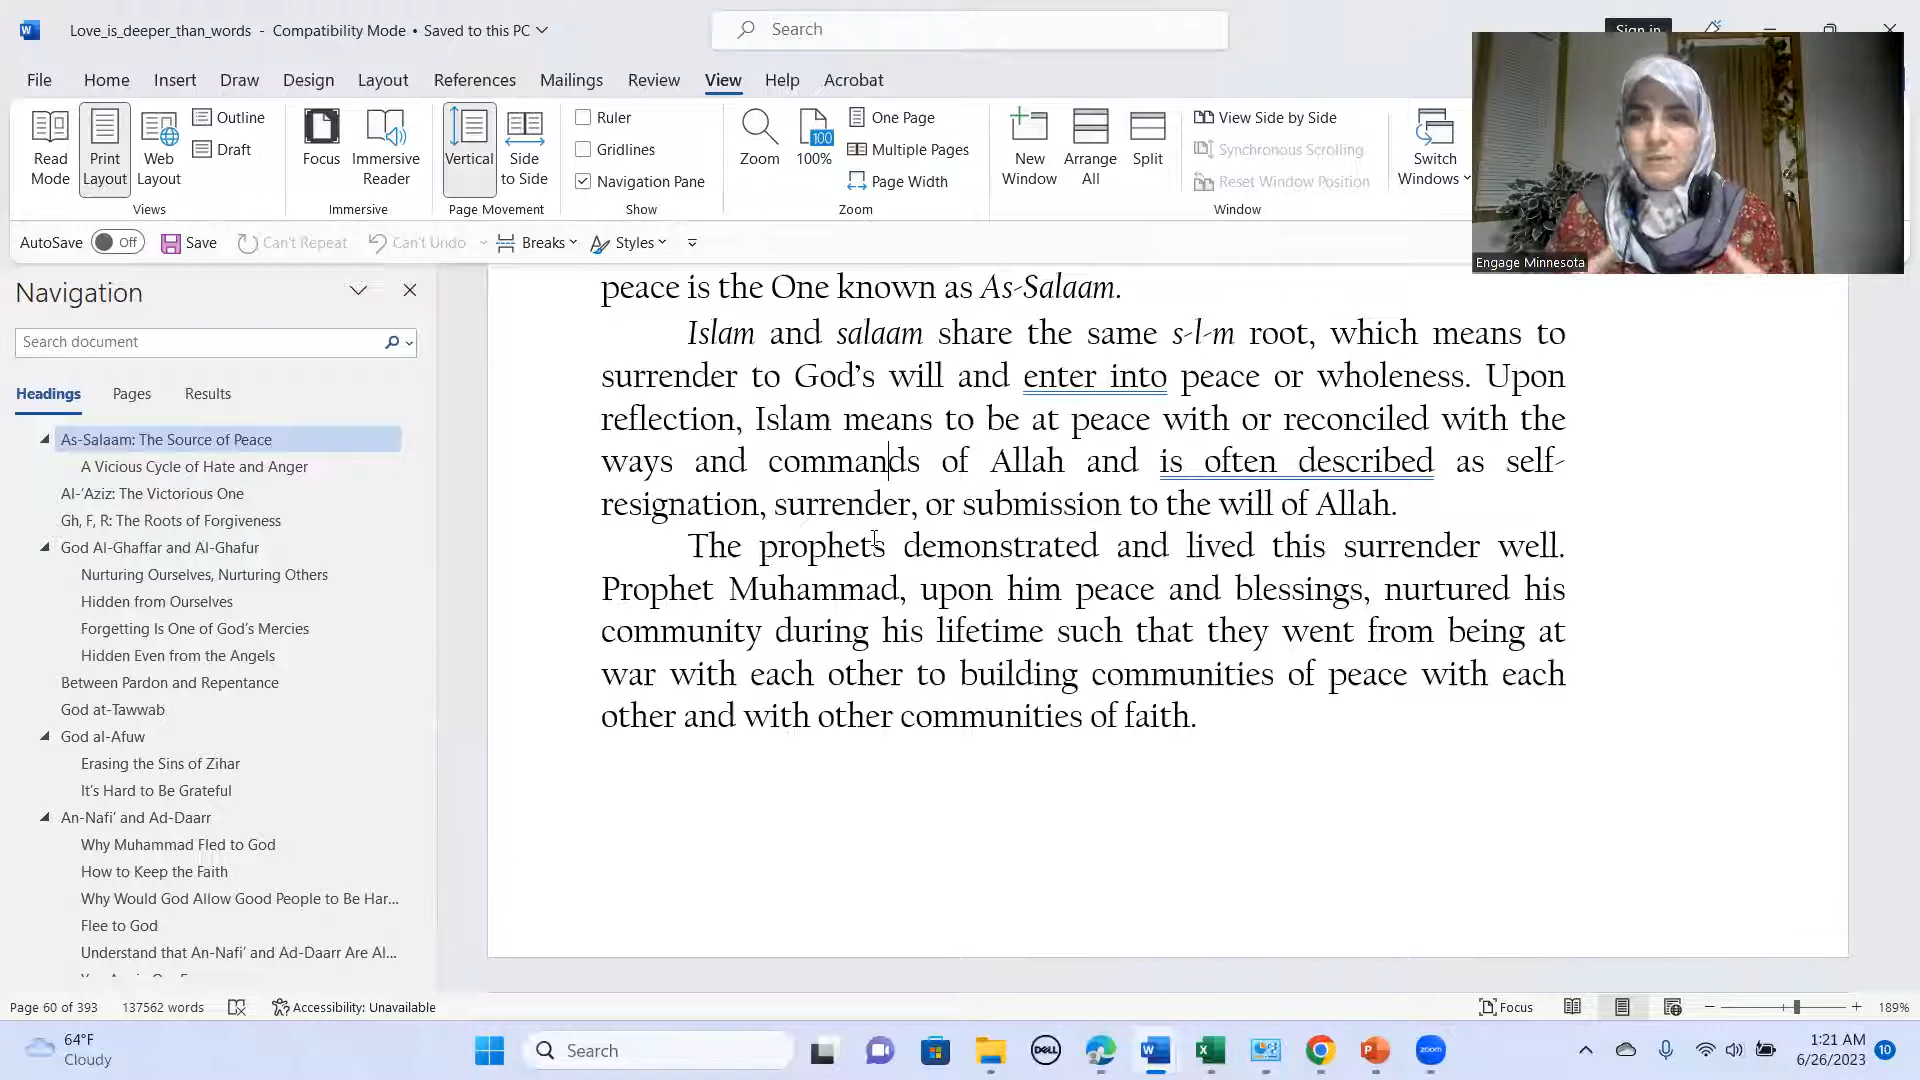 Love_is_deeper_than_words - Compatibility Mode • Saved to this PC
Search
Sign in
File Home Insert Draw Design Layout References Mailings Review View Help Acrobat
Read Mode
Print Layout
Web Layout
Outline
Draft
Views
Focus
Immersive Reader
Immersive
Vertical
Side to Side
Page Movement
Ruler
Gridlines
Navigation Pane
Show
Zoom
100
100%
One Page
Multiple Pages
Page Width
Zoom
New Window
Arrange All
Split
View Side by Side
Synchronous Scrolling
Reset Window Position
Window
Switch Windows
Engage Minnesota
AutoSave Off Save Can't Repeat Can't Undo Breaks Styles
Navigation
Search document
Headings Pages Results
As-Salaam: The Source of Peace
A Vicious Cycle of Hate and Anger
Al-‘Aziz: The Victorious One
Gh, F, R: The Roots of Forgiveness
God Al-Ghaffar and Al-Ghafur
Nurturing Ourselves, Nurturing Others
Hidden from Ourselves
Forgetting Is One of God’s Mercies
Hidden Even from the Angels
Between Pardon and Repentance
God at-Tawwab
God al-Afuw
Erasing the Sins of Zihar
It’s Hard to Be Grateful
An-Nafi’ and Ad-Daarr
Why Muhammad Fled to God
How to Keep the Faith
Why Would God Allow Good People to Be Har...
Flee to God
Understand that An-Nafi’ and Ad-Daarr Are Al...
peace is the One known as As-Salaam.
Islam and salaam share the same s-l-m root, which means to
surrender to God’s will and enter into peace or wholeness. Upon
reflection, Islam means to be at peace with or reconciled with the
ways and commands of Allah and is often described as self-
resignation, surrender, or submission to the will of Allah.
The prophets demonstrated and lived this surrender well.
Prophet Muhammad, upon him peace and blessings, nurtured his
community during his lifetime such that they went from being at
war with each other to building communities of peace with each
other and with other communities of faith.
Page 60 of 393 137562 words Accessibility: Unavailable
Focus
189%
64°F
Cloudy
Search
DELL
zoom
1:21 AM
6/26/2023
10